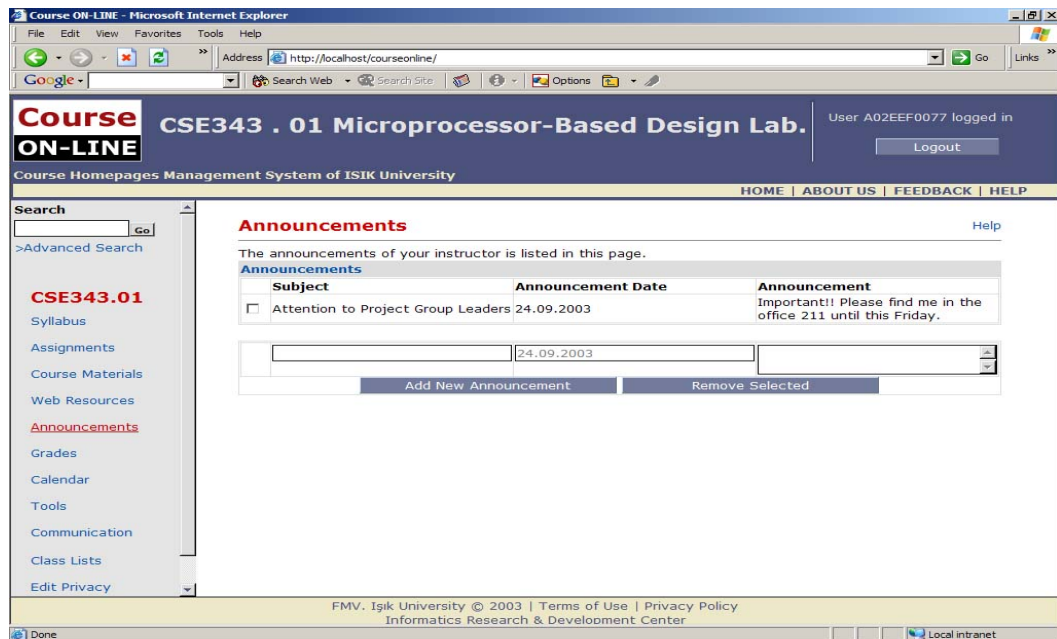 Course ON-LINE - Microsoft Internet Explorer
File Edit View Favorites Tools Help
Address http://localhost/courseonline/ Go Links
Google Search Web Search Site Options
Course
ON-LINE
CSE343 . 01 Microprocessor-Based Design Lab.
User A02EEF0077 logged in
Logout
Course Homepages Management System of ISIK University
HOME | ABOUT US | FEEDBACK | HELP
Search
Go
>Advanced Search
CSE343.01
Syllabus
Assignments
Course Materials
Web Resources
Announcements
Grades
Calendar
Tools
Communication
Class Lists
Edit Privacy
Announcements
Help
The announcements of your instructor is listed in this page.
Announcements
Subject Announcement Date Announcement
Attention to Project Group Leaders 24.09.2003 Important!! Please find me in the
office 211 until this Friday.
24.09.2003
Add New Announcement Remove Selected
FMV. Işık University © 2003 | Terms of Use | Privacy Policy
Informatics Research & Development Center
Done Local intranet